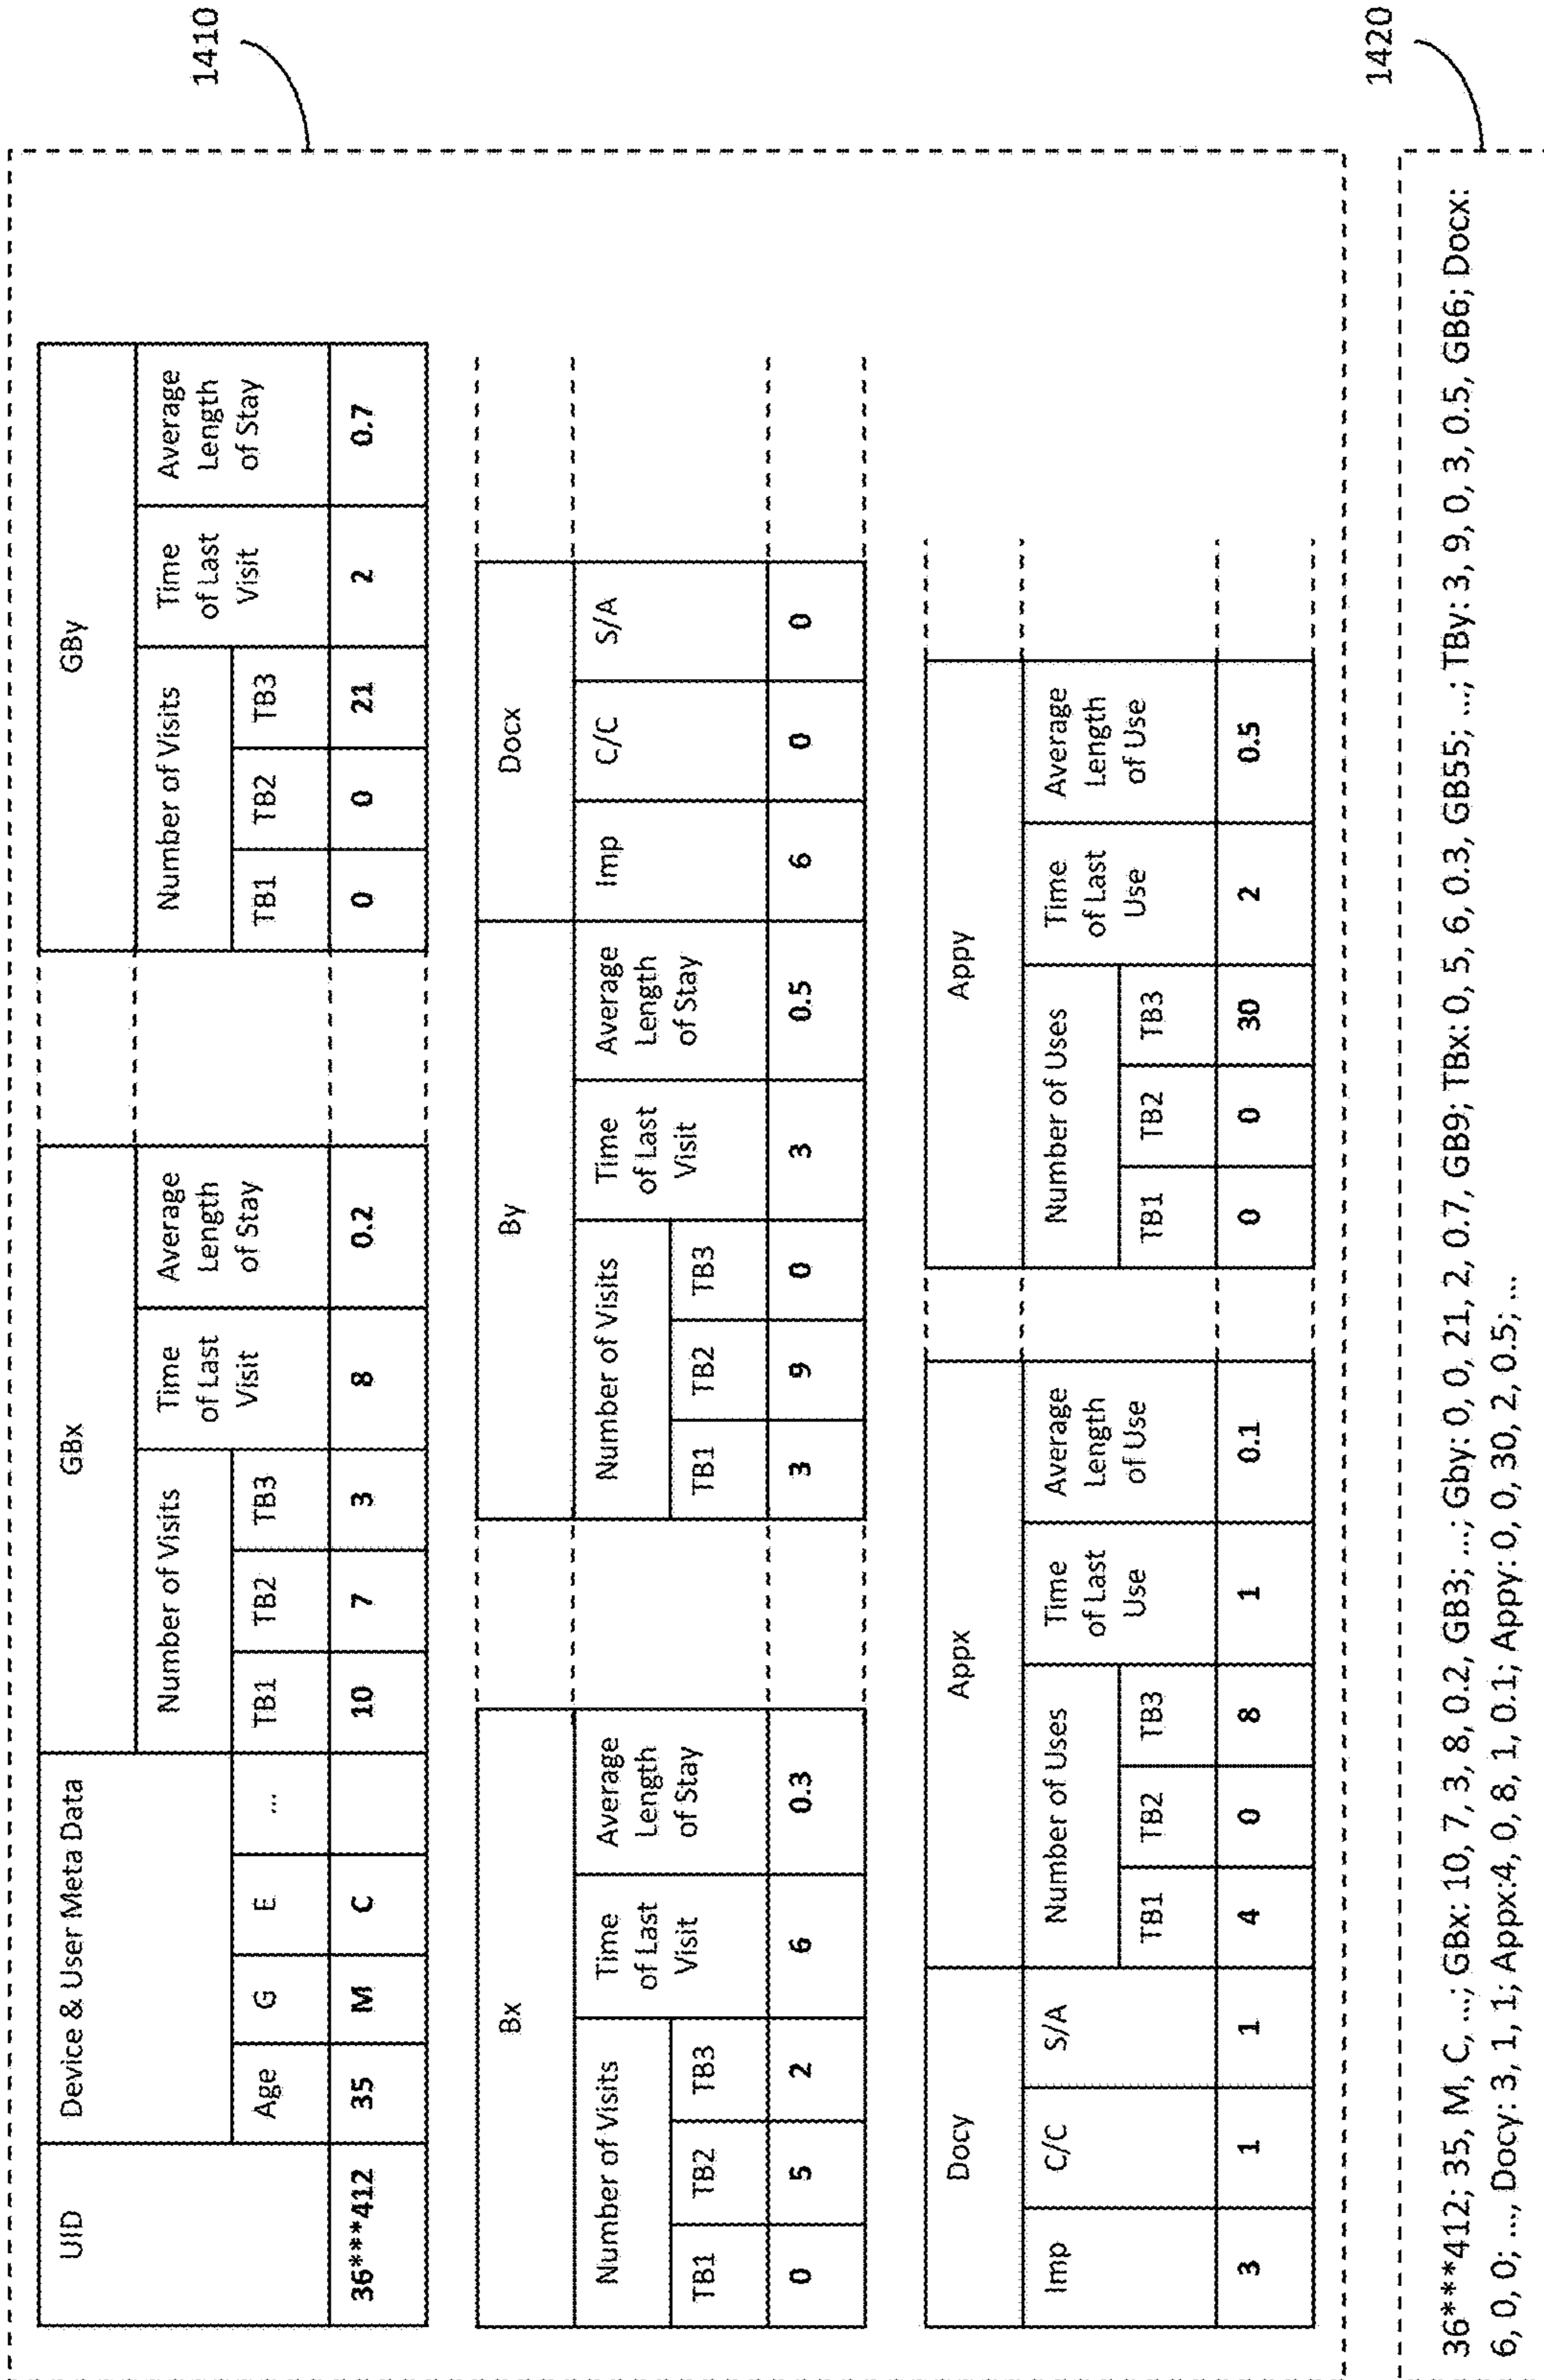 1410
UID
Device & User Meta Data
GBx
GBy
Age
G
E
...
Number of Visits
TB1
TB2
TB3
Time
of Last
Visit
Average
Length
of Stay
Number of Visits
TB1
TB2
TB3
Time
of Last
Visit
Average
Length
of Stay
36***412
35
M
C
10
7
3
8
0.2
0
0
21
2
0.7
Bx
By
Docx
Number of Visits
TB1
TB2
TB3
Time
of Last
Visit
Average
Length
of Stay
Number of Visits
TB1
TB2
TB3
Time
of Last
Visit
Average
Length
of Stay
Imp
C/C
S/A
0
5
2
6
0.3
3
9
0
3
0.5
6
0
0
Docy
Appx
Appy
Imp
C/C
S/A
Number of Uses
TB1
TB2
TB3
Time
of Last
Use
Average
Length
of Use
Number of Uses
TB1
TB2
TB3
Time
of Last
Use
Average
Length
of Use
3
1
1
4
0
8
1
0.1
0
0
30
2
0.5
1420
36***412; 35, M, C, ...; GBx: 10, 7, 3, 8, 0.2, GB3; ...; Gby: 0, 0, 21, 2, 0.7, GB9; TBx: 0, 5, 6, 0.3, GB55; ...; TBy: 3, 9, 0, 3, 0.5, GB6; Docx:
6, 0, 0; ..., Docy: 3, 1, 1; Appx:4, 0, 8, 1, 0.1; Appy: 0, 0, 30, 2, 0.5; ...